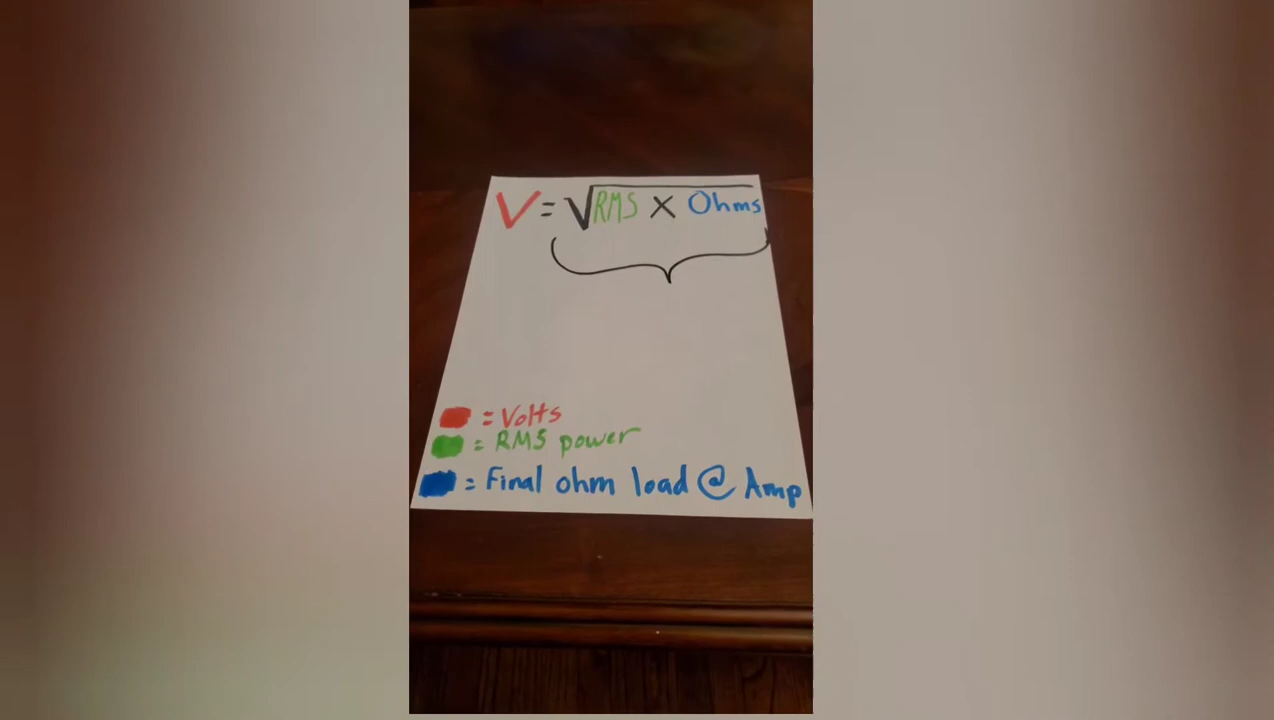 V = √RMS X Ohms
= Volts
= RMS power
= Final ohm load @ Amp